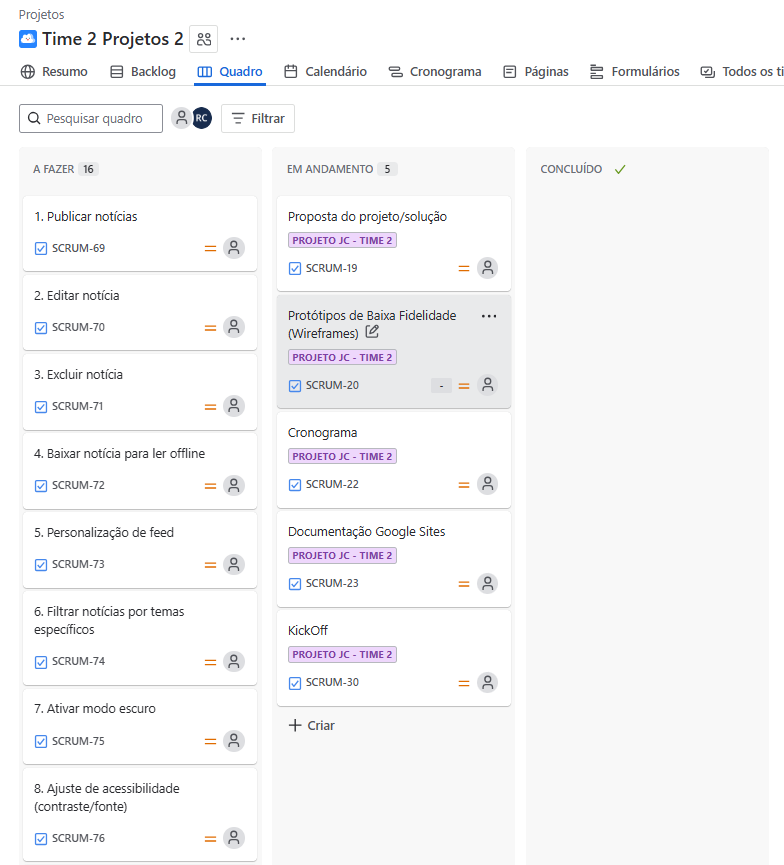 Projetos
Time 2 Projetos 2
Resumo
Backlog
Quadro
Calendário
Cronograma
Páginas
Formulários
Todos os ti
Pesquisar quadro
RC
Filtrar
A FAZER 16
1. Publicar notícias
SCRUM-69
2. Editar notícia
SCRUM-70
3. Excluir notícia
SCRUM-71
4. Baixar notícia para ler offline
SCRUM-72
5. Personalização de feed
SCRUM-73
6. Filtrar notícias por temas
específicos
SCRUM-74
7. Ativar modo escuro
SCRUM-75
8. Ajuste de acessibilidade
(contraste/fonte)
SCRUM-76
EM ANDAMENTO 5
Proposta do projeto/solução
PROJETO JC - TIME 2
SCRUM-19
Protótipos de Baixa Fidelidade
(Wireframes)
PROJETO JC - TIME 2
SCRUM-20 -
Cronograma
PROJETO JC - TIME 2
SCRUM-22
Documentação Google Sites
PROJETO JC - TIME 2
SCRUM-23
KickOff
PROJETO JC - TIME 2
SCRUM-30
Criar
CONCLUÍDO